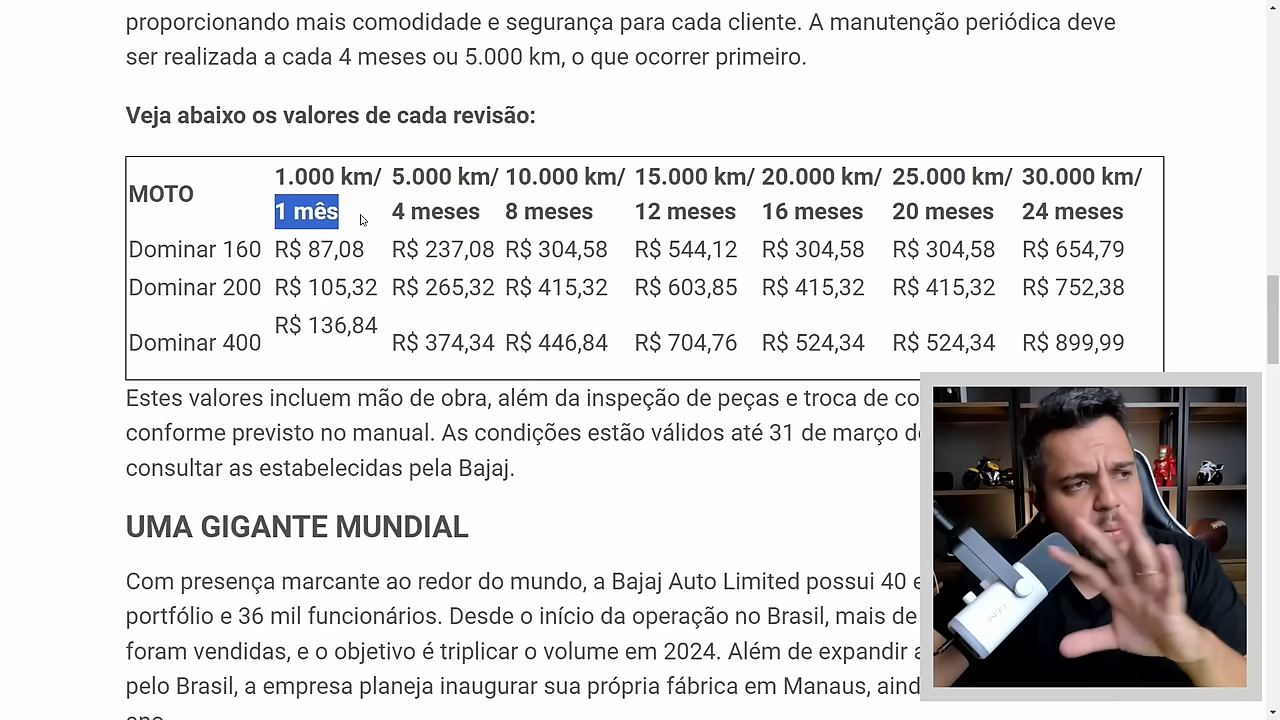 proporcionando mais comodidade e segurança para cada cliente. A manutenção periódica deve
ser realizada a cada 4 meses ou 5.000 km, o que ocorrer primeiro.
Veja abaixo os valores de cada revisão:
MOTO 1.000 km/ 5.000 km/ 10.000 km/ 15.000 km/ 20.000 km/ 25.000 km/ 30.000 km/
1 mês 4 meses 8 meses 12 meses 16 meses 20 meses 24 meses
Dominar 160 R$ 87,08 R$ 237,08 R$ 304,58 R$ 544,12 R$ 304,58 R$ 304,58 R$ 654,79
Dominar 200 R$ 105,32 R$ 265,32 R$ 415,32 R$ 603,85 R$ 415,32 R$ 415,32 R$ 752,38
Dominar 400 R$ 136,84 R$ 374,34 R$ 446,84 R$ 704,76 R$ 524,34 R$ 524,34 R$ 899,99
Estes valores incluem mão de obra, além da inspeção de peças e troca de
conforme previsto no manual. As condições estão válidos até 31 de março
consultar as estabelecidas pela Bajaj.
UMA GIGANTE MUNDIAL
Com presença marcante ao redor do mundo, a Bajaj Auto Limited possui 40
portfólio e 36 mil funcionários. Desde o início da operação no Brasil, mais de
foram vendidas, e o objetivo é triplicar o volume em 2024. Além de expandir
pelo Brasil, a empresa planeja inaugurar sua própria fábrica em Manaus,